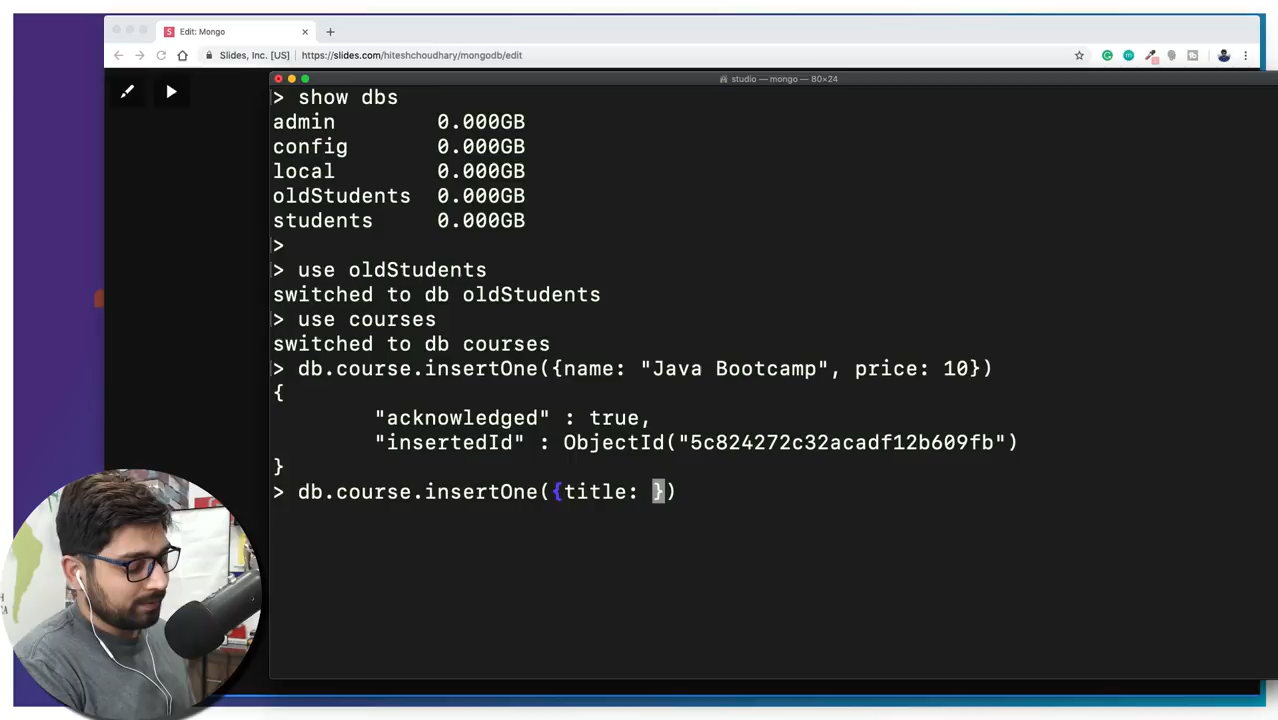 Edit: Mongo
Slides, Inc. [US] https://slides.com/hiteshchoudhary/mongodb/edit
studio — mongo — 80×24
> show dbs
admin 0.000GB
config 0.000GB
local 0.000GB
oldStudents 0.000GB
students 0.000GB
>
> use oldStudents
switched to db oldStudents
> use courses
switched to db courses
> db.course.insertOne({name: "Java Bootcamp", price: 10})
{
"acknowledged" : true,
"insertedId" : ObjectId("5c824272c32acadf12b609fb")
}
> db.course.insertOne({title: })